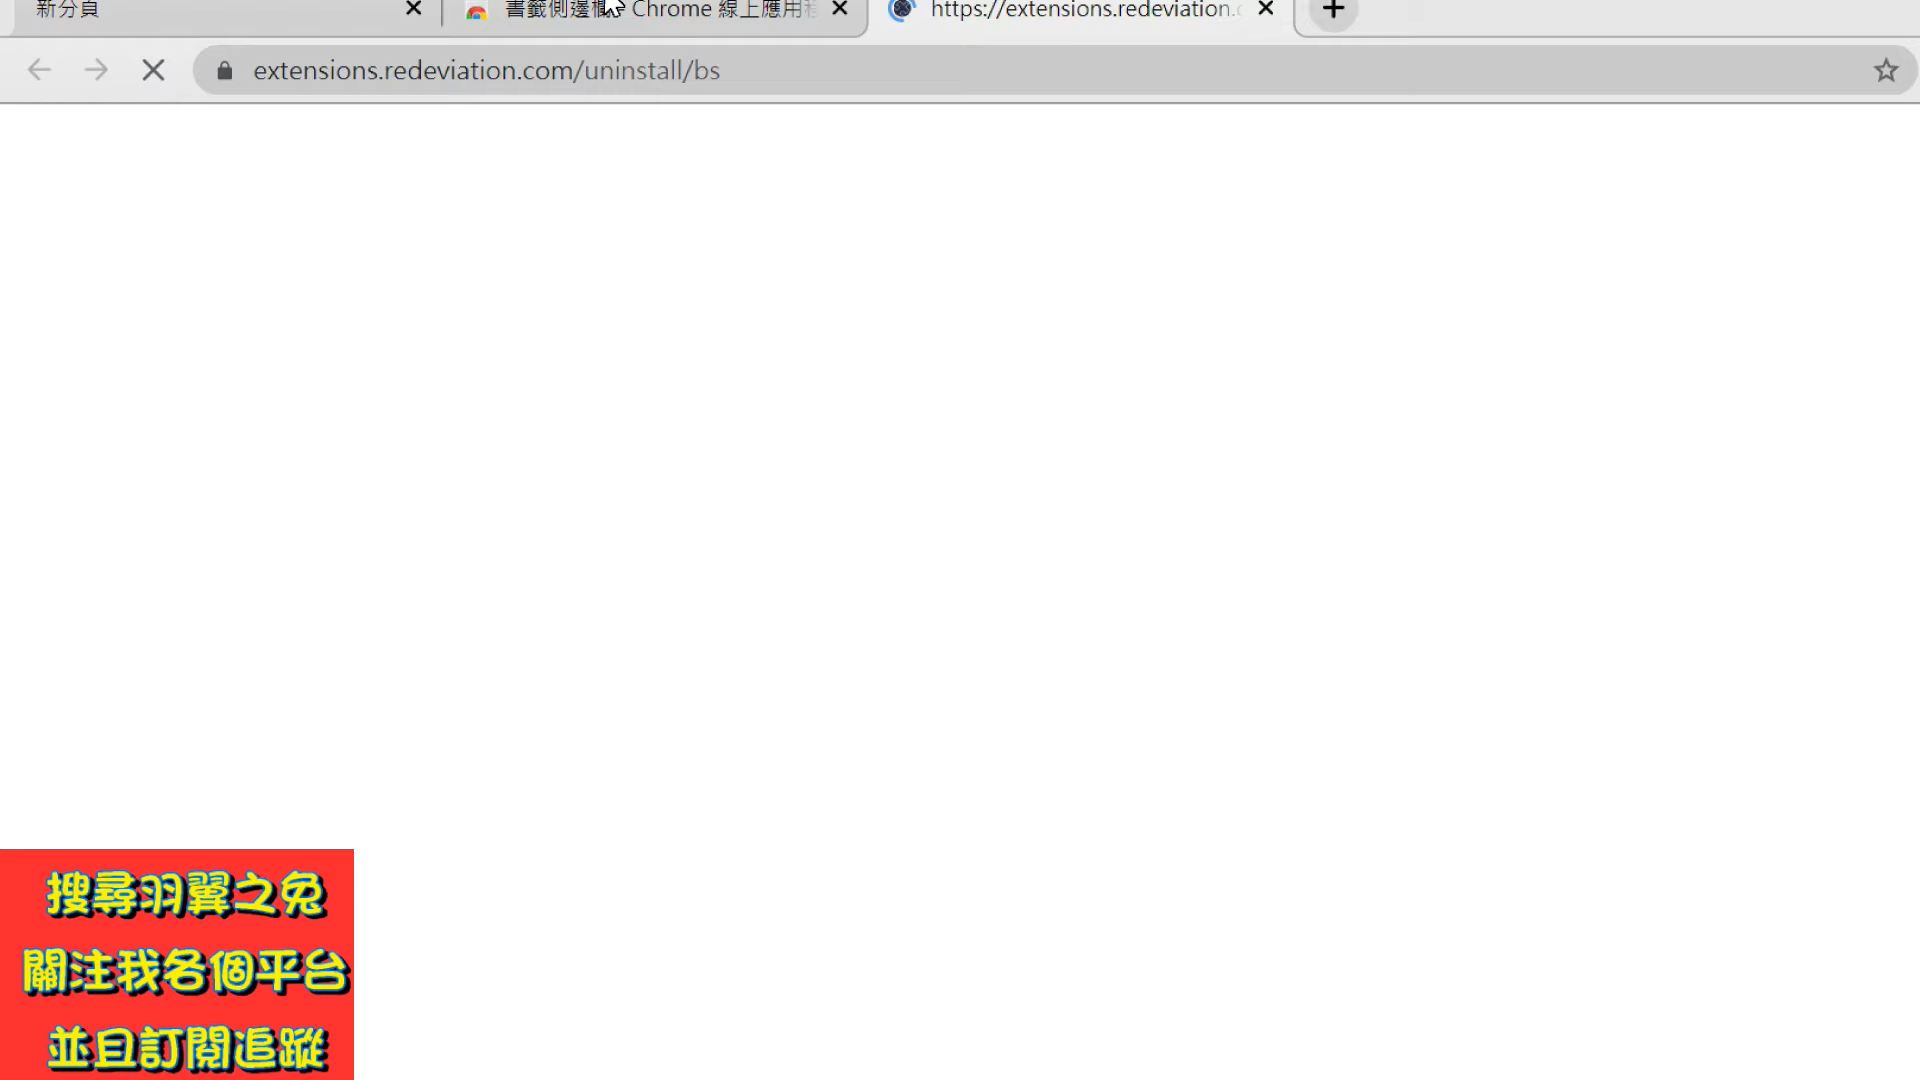 新分頁
書籤側邊欄 Chrome 線上應用程
https://extensions.redeviation.
extensions.redeviation.com/uninstall/bs
搜尋羽翼之兔
關注我各個平台
並且訂閱追蹤